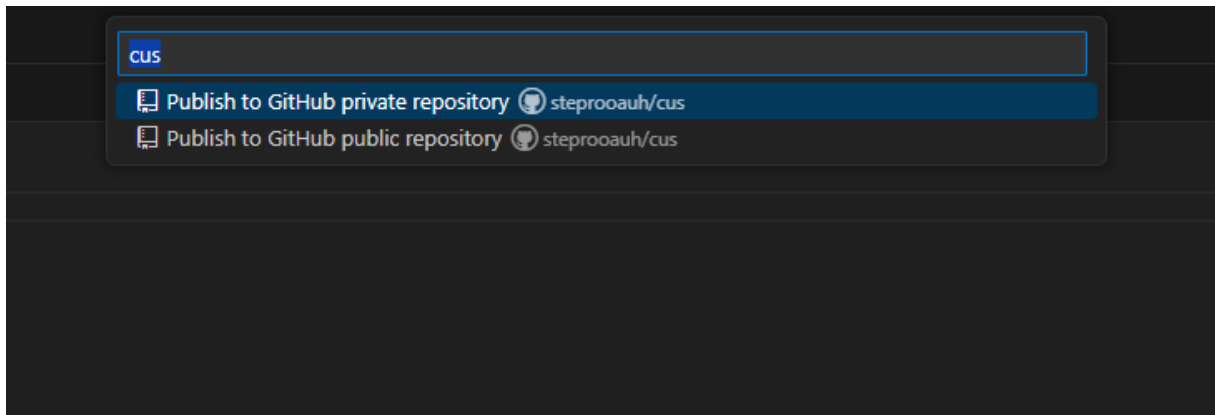 cus
Publish to GitHub private repository steprooauh/cus
Publish to GitHub public repository steprooauh/cus